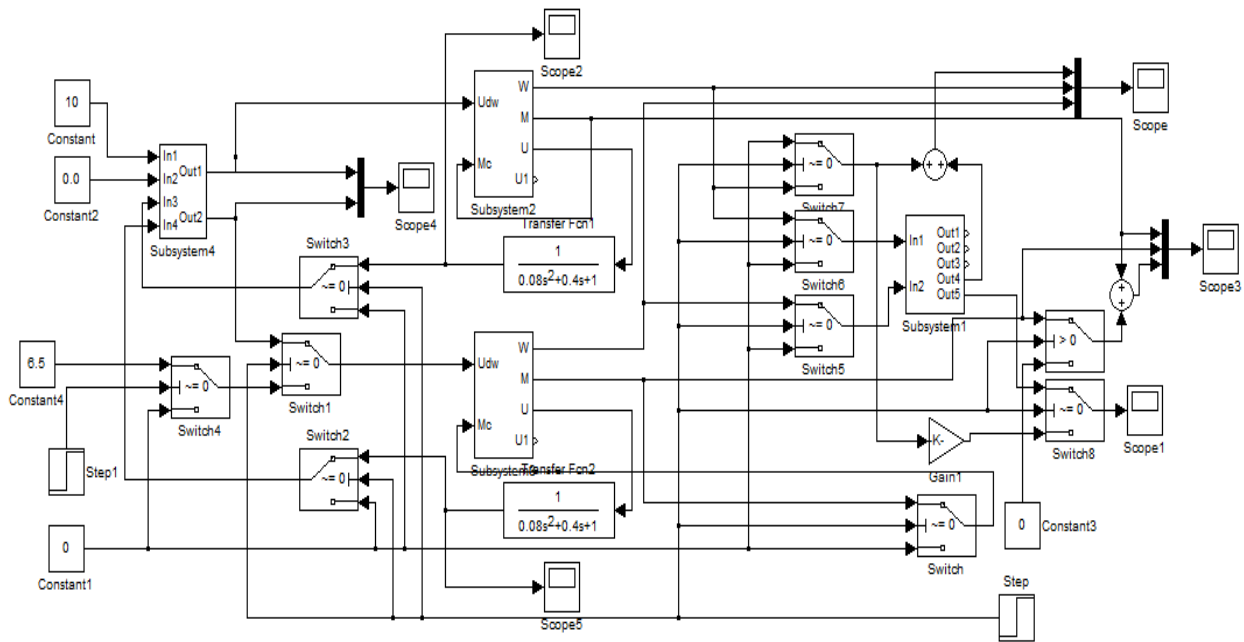 Scope2
10
Constant
0.0
Constant2
In1
In2
In3
In4
Out1
Out2
Subsystem4
Scope4
Udw
Mc
W
M
U
U1
Subsystem2
Transfer Fcn1
1
0.08s²+0.4s+1
Switch3
~= 0
~= 0
Switch7
~= 0
Switch6
~= 0
Switch5
+ +
In1
In2
Out1
Out2
Out3
Out4
Out5
Subsystem1
Scope
Scope3
+
+
> 0
~= 0
Switch8
Scope1
6.5
Constant4
~= 0
Switch4
~= 0
Switch1
Udw
Mc
W
M
U
U1
Transfer Fcn2
1
0.08s²+0.4s+1
Step1
Switch2
~= 0
K-
Gain1
0
Constant3
0
Constant1
~= 0
Switch
Scope5
Step